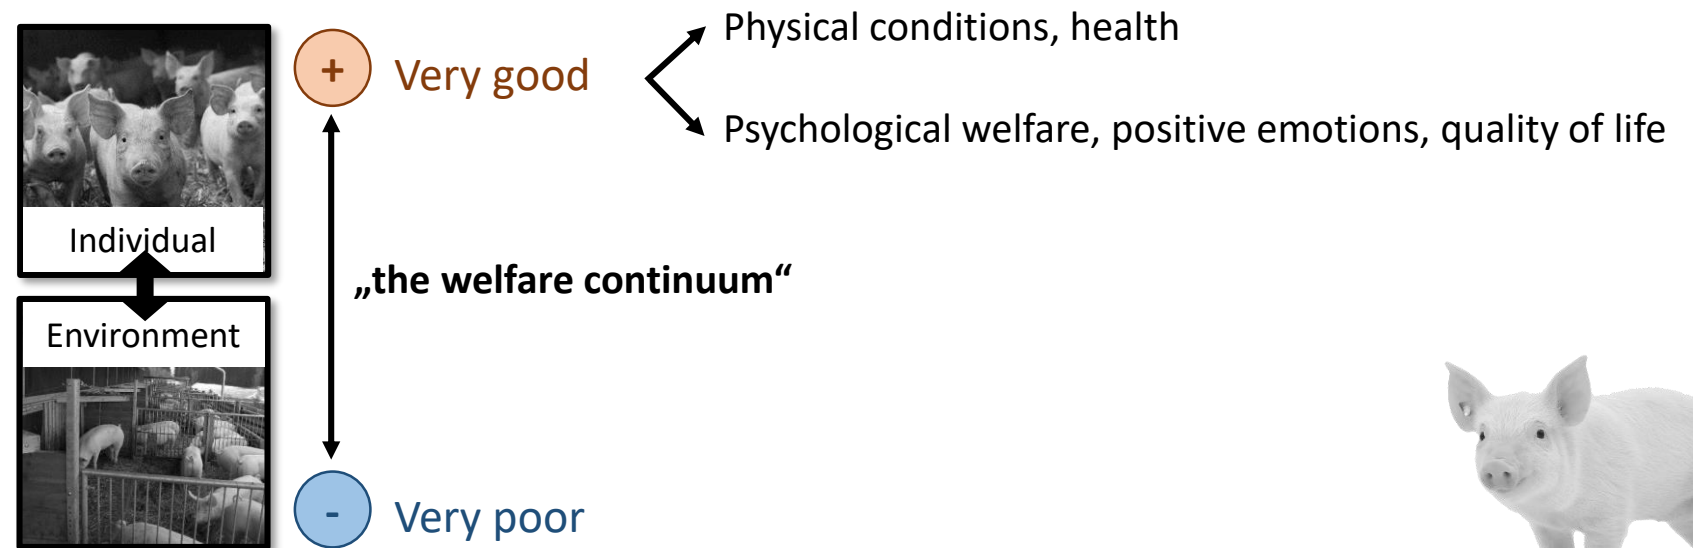 Physical conditions, health
+
Very good
Psychological welfare, positive emotions, quality of life
Individual
„the welfare continuum“
Environment
-
Very poor